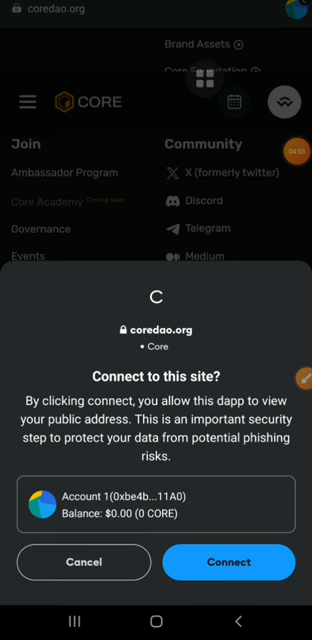 coredao.org
Brand Assets
Core Foundation
CORE
Join
Community
04:03
Ambassador Program
X (formerly twitter)
Core Academy Coming Soon
Discord
Governance
Telegram
Events
Medium
C
coredao.org
• Core
Connect to this site?
By clicking connect, you allow this dapp to view
your public address. This is an important security
step to protect your data from potential phishing
risks.
Account 1(0xbe4b...11A0)
Balance: $0.00 (0 CORE)
Cancel
Connect